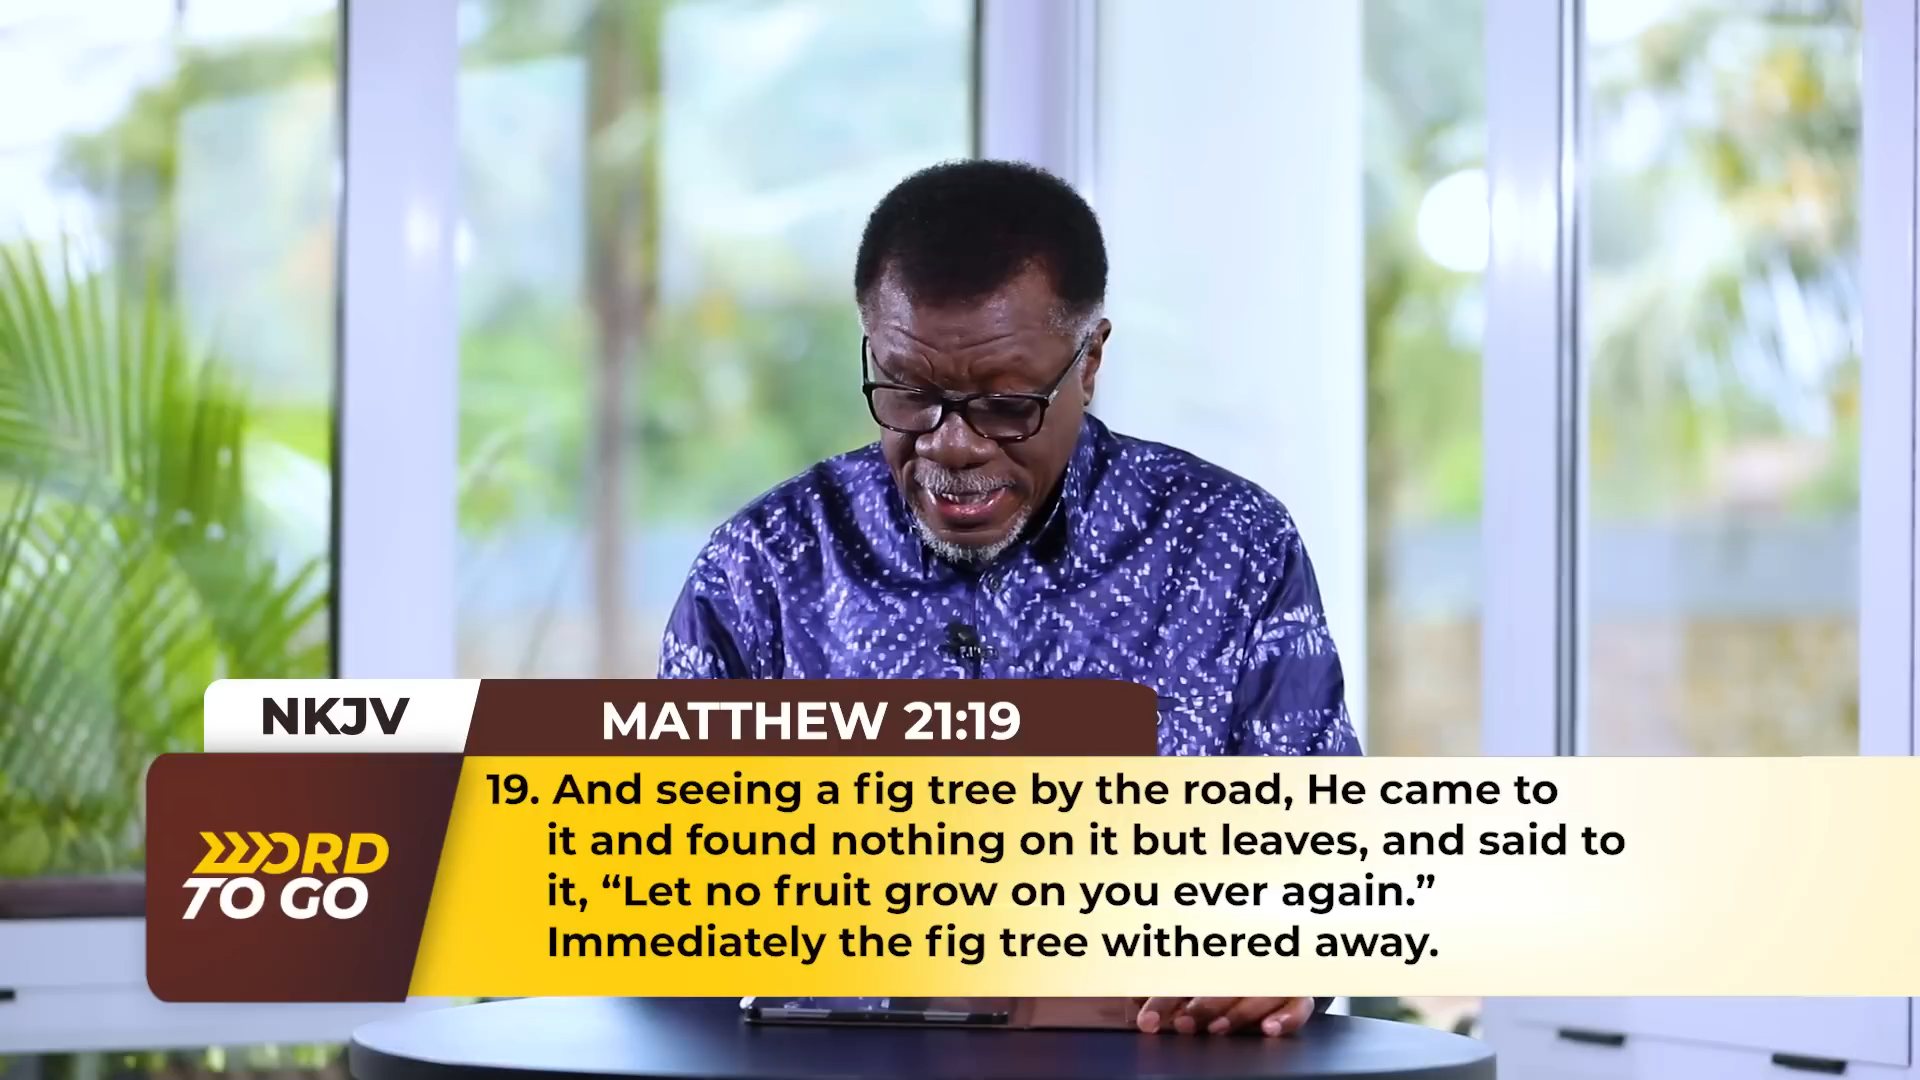 NKJV
MATTHEW 21:19
19. And seeing a fig tree by the road, He came to
it and found nothing on it but leaves, and said to
it, “Let no fruit grow on you ever again.”
Immediately the fig tree withered away.
WORD
TO GO